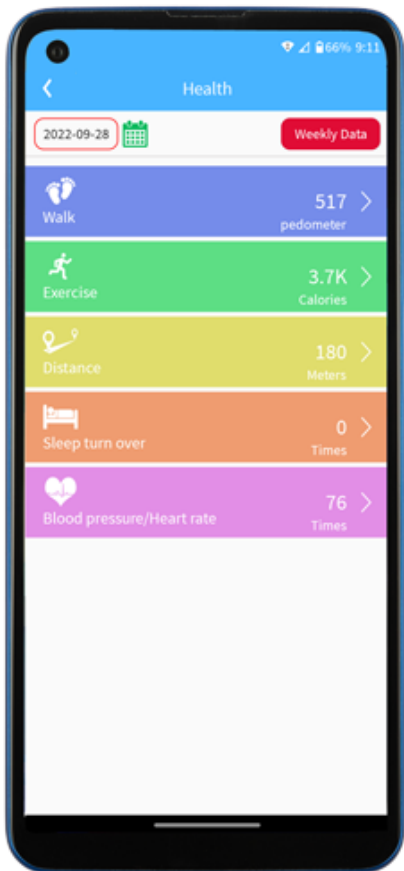 66% 9:11
Health
2022-09-28
Weekly Data
517
Walk
pedometer
3.7K
Exercise
Calories
180
Distance
Meters
0
Sleep turn over
Times
76
Blood pressure/Heart rate
Times